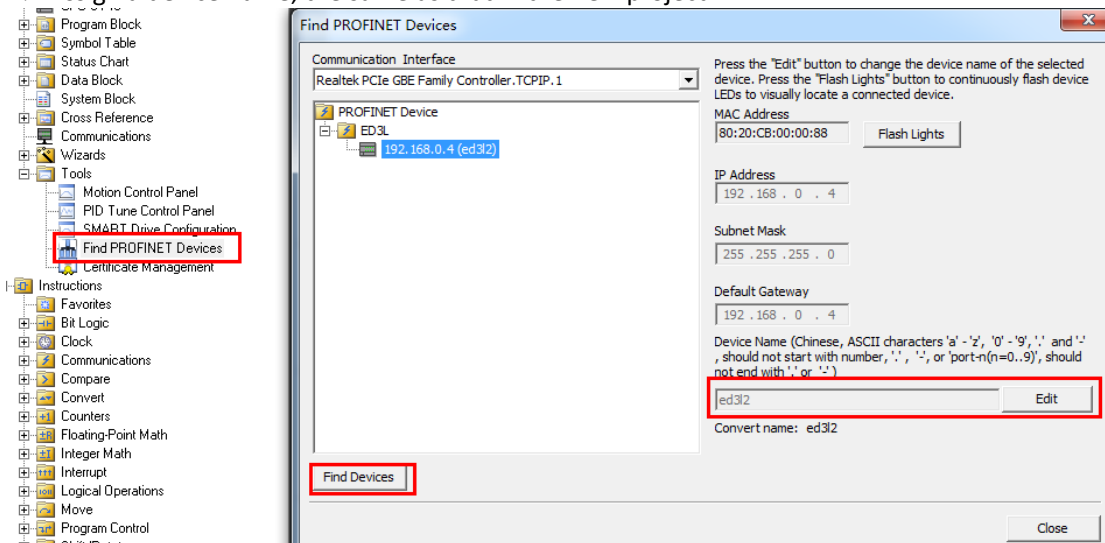 Program Block
Symbol Table
Status Chart
Data Block
System Block
Cross Reference
Communications
Wizards
Tools
Motion Control Panel
PID Tune Control Panel
SMART Drive Configuration
Find PROFINET Devices
Certificate Management
Instructions
Favorites
Bit Logic
Clock
Communications
Compare
Convert
Counters
Floating-Point Math
Integer Math
Interrupt
Logical Operations
Move
Program Control
Find PROFINET Devices
Communication Interface
Realtek PCIe GBE Family Controller.TCPIP.1
PROFINET Device
ED3L
192.168.0.4 (ed3l2)
Find Devices
Press the "Edit" button to change the device name of the selected
device. Press the "Flash Lights" button to continuously flash device
LEDs to visually locate a connected device.
MAC Address
80:20:CB:00:00:88
Flash Lights
IP Address
192 . 168 . 0 . 4
Subnet Mask
255 . 255 . 255 . 0
Default Gateway
192 . 168 . 0 . 4
Device Name (Chinese, ASCII characters 'a' - 'z', '0' - '9', '.' and '-'
, should not start with number, '.' , '-', or 'port-n(n=0..9)', should
not end with '.' or '-' )
ed3l2
Edit
Convert name: ed3l2
Close